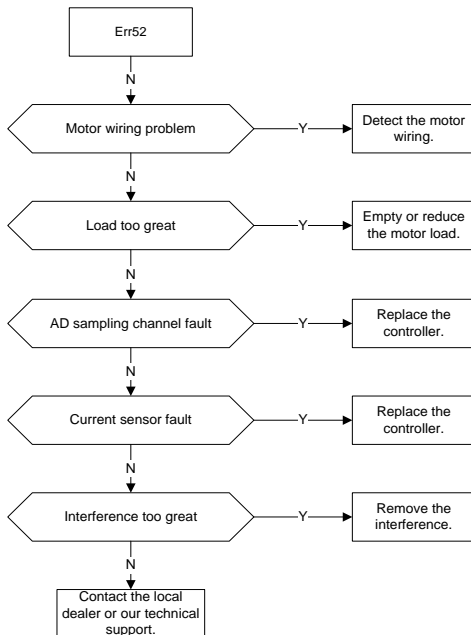 Err52
N
Motor wiring problem
Y
Detect the motor
wiring.
N
Load too great
Y
Empty or reduce
the motor load.
N
AD sampling channel fault
Y
Replace the
controller.
N
Current sensor fault
Y
Replace the
controller.
N
Interference too great
Y
Remove the
interference.
N
Contact the local
dealer or our technical
support.